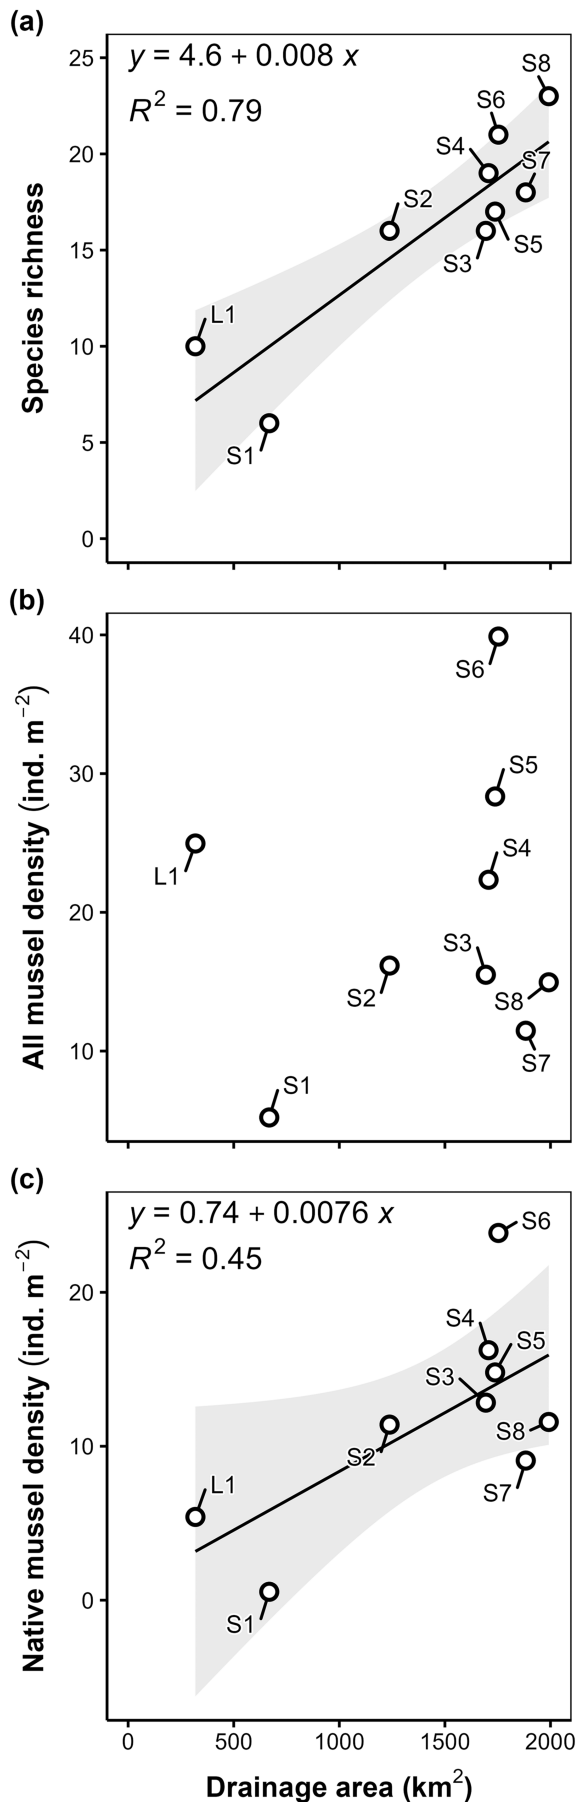 (a)
y = 4.6 + 0.008 x
R² = 0.79
25
20
15
10
5
0
Species richness
S8
S6
S4
S7
S2
S5
S3
L1
S1
(b)
40
30
20
10
All mussel density (ind. m⁻²)
S6
S5
S4
L1
S3
S2
S8
S7
S1
(c)
y = 0.74 + 0.0076 x
R² = 0.45
20
10
0
Native mussel density (ind. m⁻²)
S6
S4
S5
S3
S8
S2
L1
S7
S1
0 500 1000 1500 2000
Drainage area (km²)